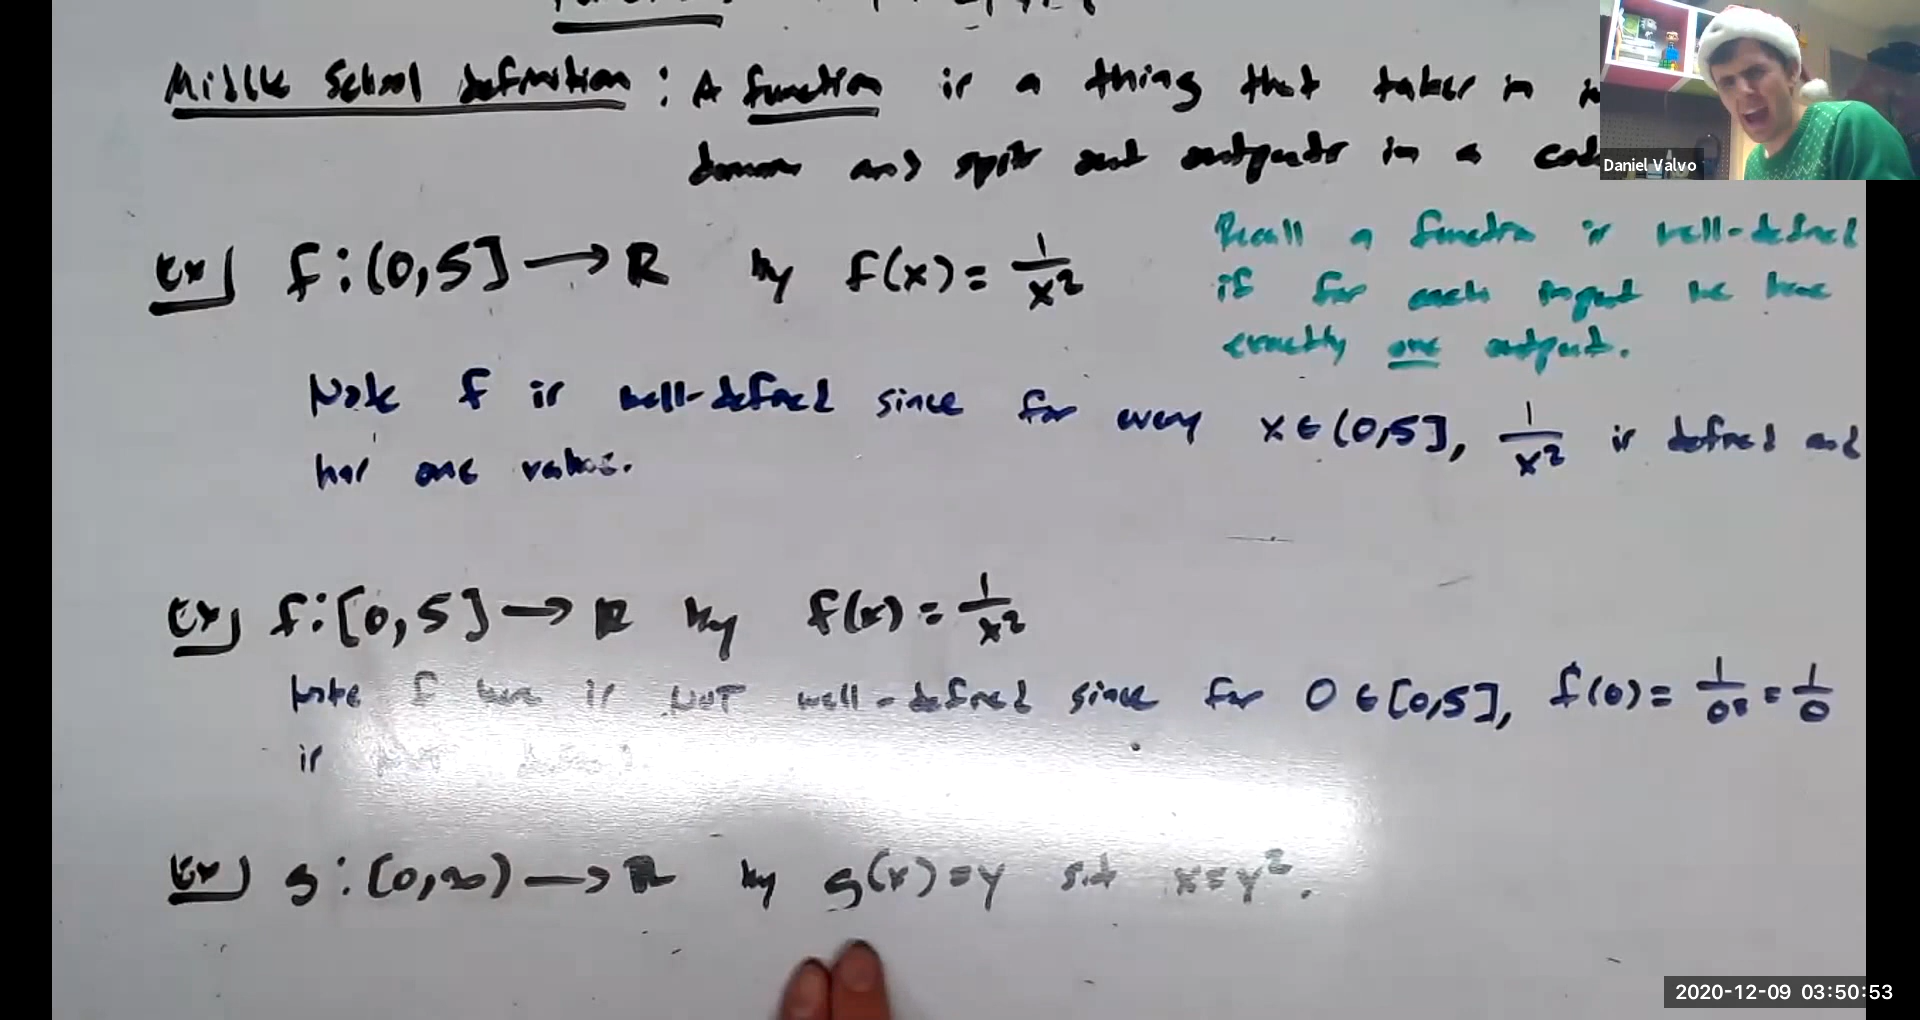 Middle School definition : A function is a thing that takes in
domain and spits out outputs in a
Daniel Valvo
Ex] f:(0,5] → R by f(x)= 1/x²
Recall a function is well-defined
if for each input we have
exactly one output.
Note f is well-defined since for every x∈(0,5], 1/x² is defined and
has one value.
Ex] f:[0,5] → R by f(x)= 1/x²
Note f here is NOT well-defined since for 0∈[0,5], f(0)= 1/0² = 1/0
is NOT defined.
Ex] g:[0,∞) → R by g(x)=y s.t. x=y².
2020-12-09 03:50:53